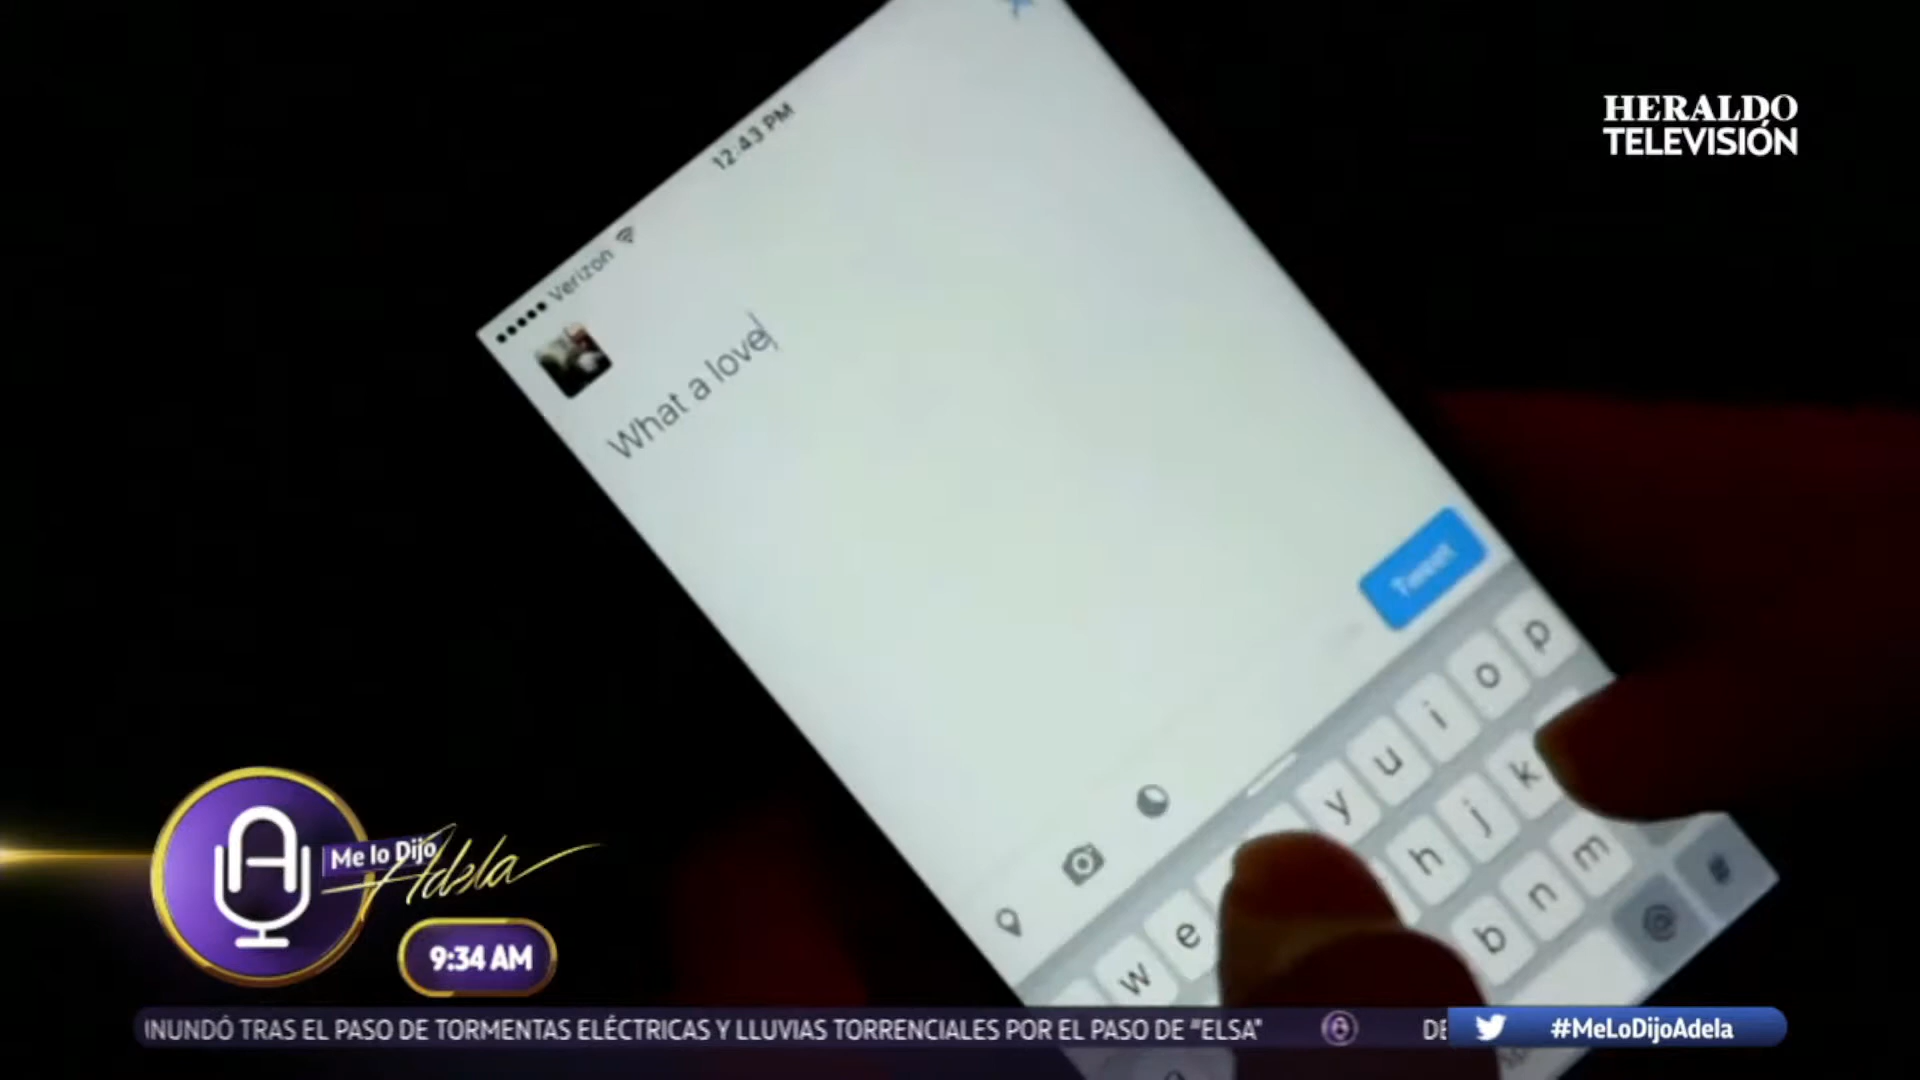 HERALDO
TELEVISIÓN
12:43 PM
Verizon
What a love
Tweet
y u i o p
h j k
w e
b n m
@ #
Me lo Dijo
Adela
9:34 AM
INUNDÓ TRAS EL PASO DE TORMENTAS ELÉCTRICAS Y LLUVIAS TORRENCIALES POR EL PASO DE "ELSA"
DE
#MeLoDijoAdela